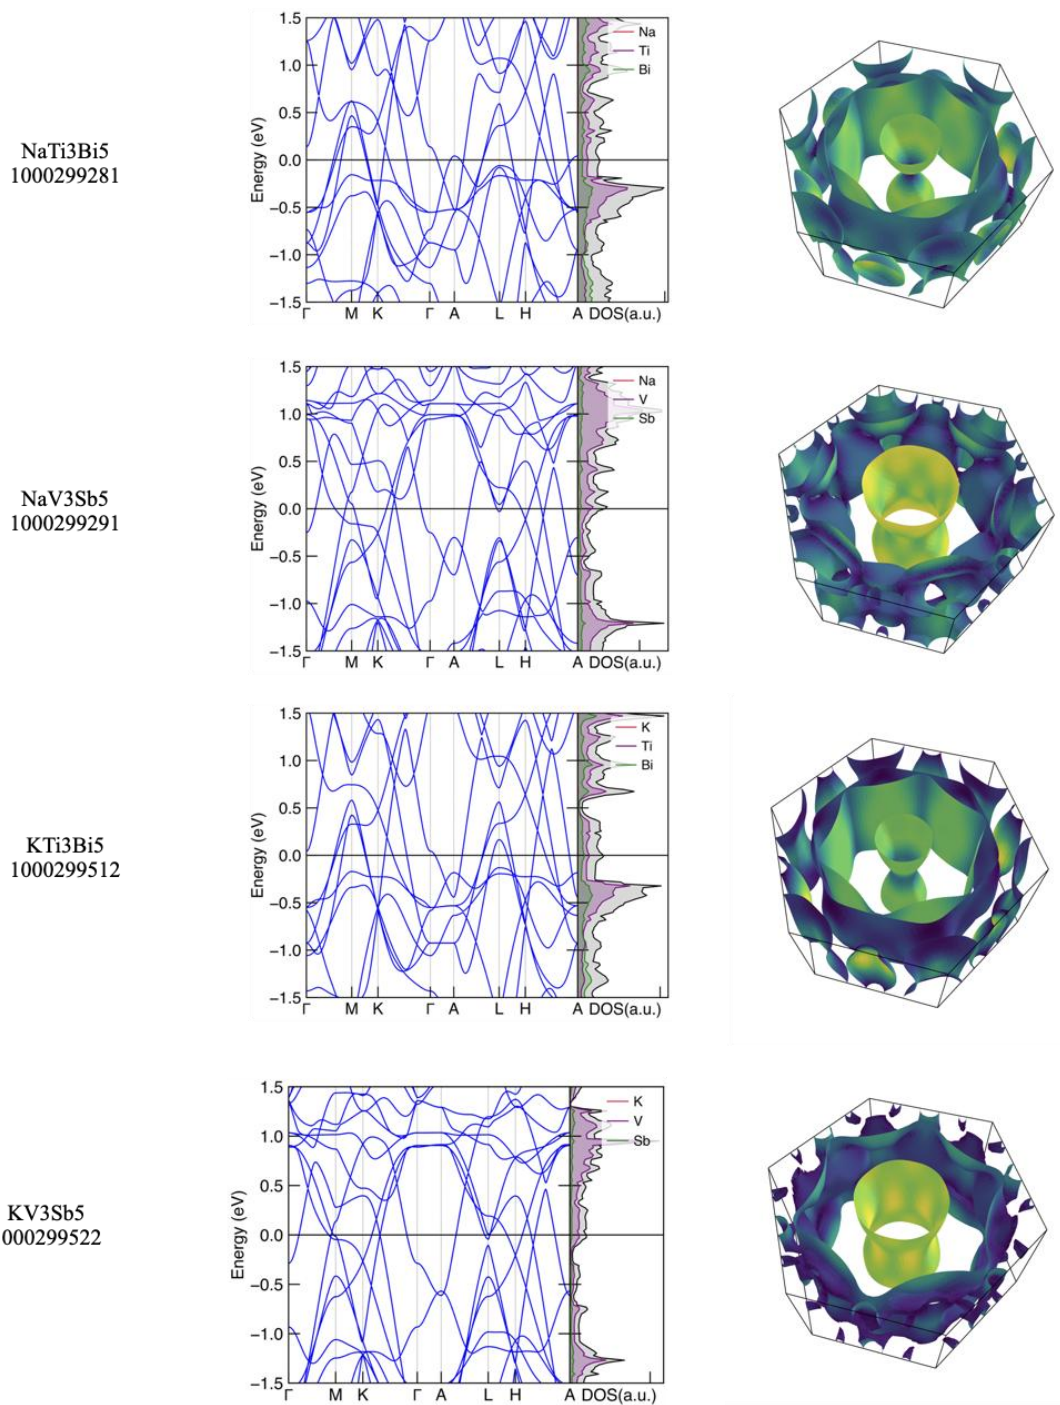 NaTi3Bi5
1000299281
Energy (eV)
1.5
1.0
0.5
0.0
−0.5
−1.0
−1.5
Na
Ti
Bi
Γ M K Γ A L H A DOS(a.u.)
NaV3Sb5
1000299291
Energy (eV)
1.5
1.0
0.5
0.0
−0.5
−1.0
−1.5
Na
V
Sb
Γ M K Γ A L H A DOS(a.u.)
KTi3Bi5
1000299512
Energy (eV)
1.5
1.0
0.5
0.0
−0.5
−1.0
−1.5
K
Ti
Bi
Γ M K Γ A L H A DOS(a.u.)
KV3Sb5
000299522
Energy (eV)
1.5
1.0
0.5
0.0
−0.5
−1.0
−1.5
K
V
Sb
Γ M K Γ A L H A DOS(a.u.)